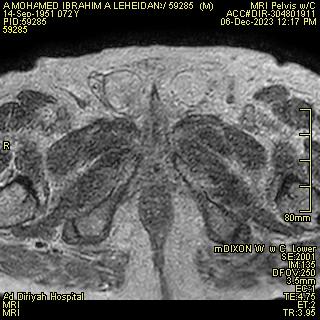 A MOHAMED IBRAHIM A LEHEIDAN:/ 59285 (M)
14-Sep-1951 072Y
PID:59285
59285
MRI Pelvis w/C
ACC#DIR-304801911
06-Dec-2023 12:17 PM
R
80mm
mDIXON W w C Lower
SE:2001
IM:135
DFOV:250
3.5mm
EC:1
TE:4.75
ET:2
TR:3.95
Ad Diriyah Hospital
MRI
MRI